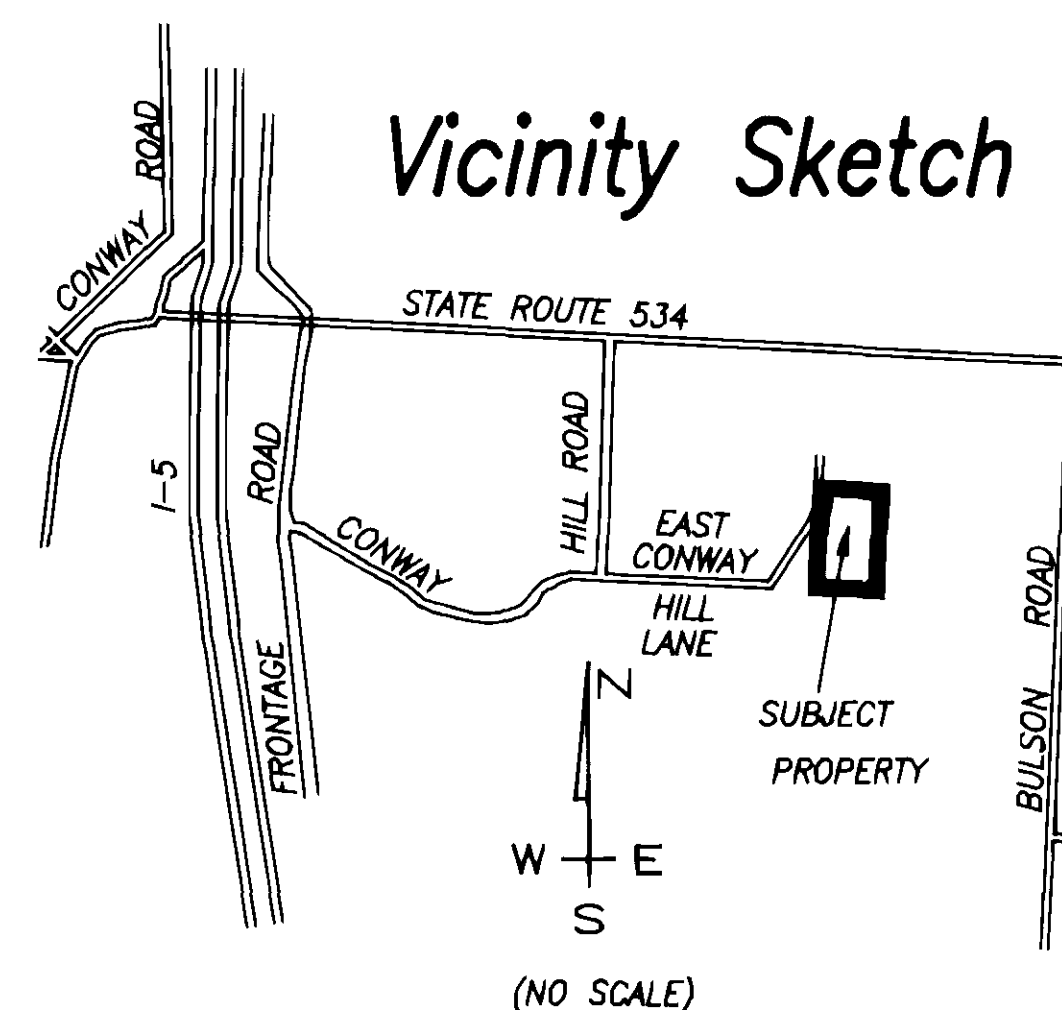 Vicinity Sketch
CONWAY ROAD
STATE ROUTE 534
I-5
FRONTAGE ROAD
CONWAY
HILL ROAD
EAST
CONWAY
HILL
LANE
SUBJECT
PROPERTY
BULSON ROAD
N
W E
S
(NO SCALE)